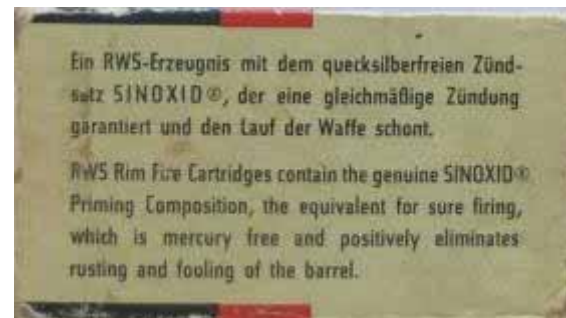 Ein RWS-Erzeugnis mit dem quecksilberfreien Zünd-
satz SINOXID®, der eine gleichmäßige Zündung
garantiert und den Lauf der Waffe schont.
RWS Rim Fire Cartridges contain the genuine SINOXID®
Priming Composition, the equivalent for sure firing,
which is mercury free and positively eliminates
rusting and fouling of the barrel.